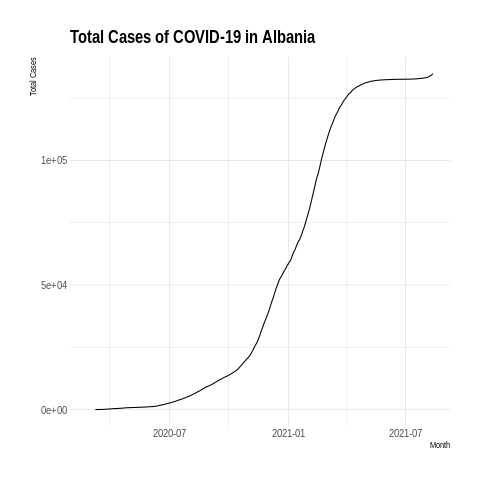 Total Cases of COVID-19 in Albania
Total Cases
1e+05
5e+04
0e+00
2020-07 2021-01 2021-07
Month